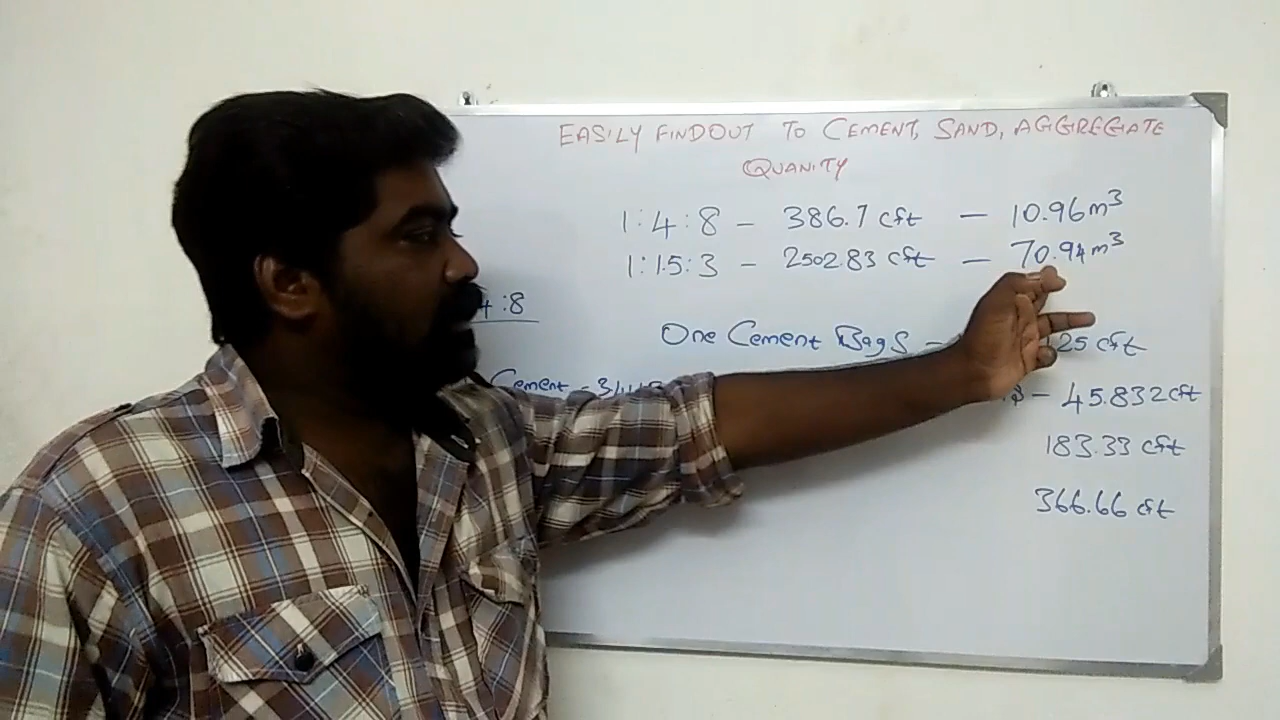 EASILY FINDOUT TO CEMENT, SAND, AGGREGATE
QUANITY
1:4:8 - 386.7 cft - 10.96m³
1:1.5:3 - 2502.83 cft - 70.94m³
4:8
One Cement Bags - 25 cft
Cement - - 45.832 cft
183.33 cft
366.66 cft